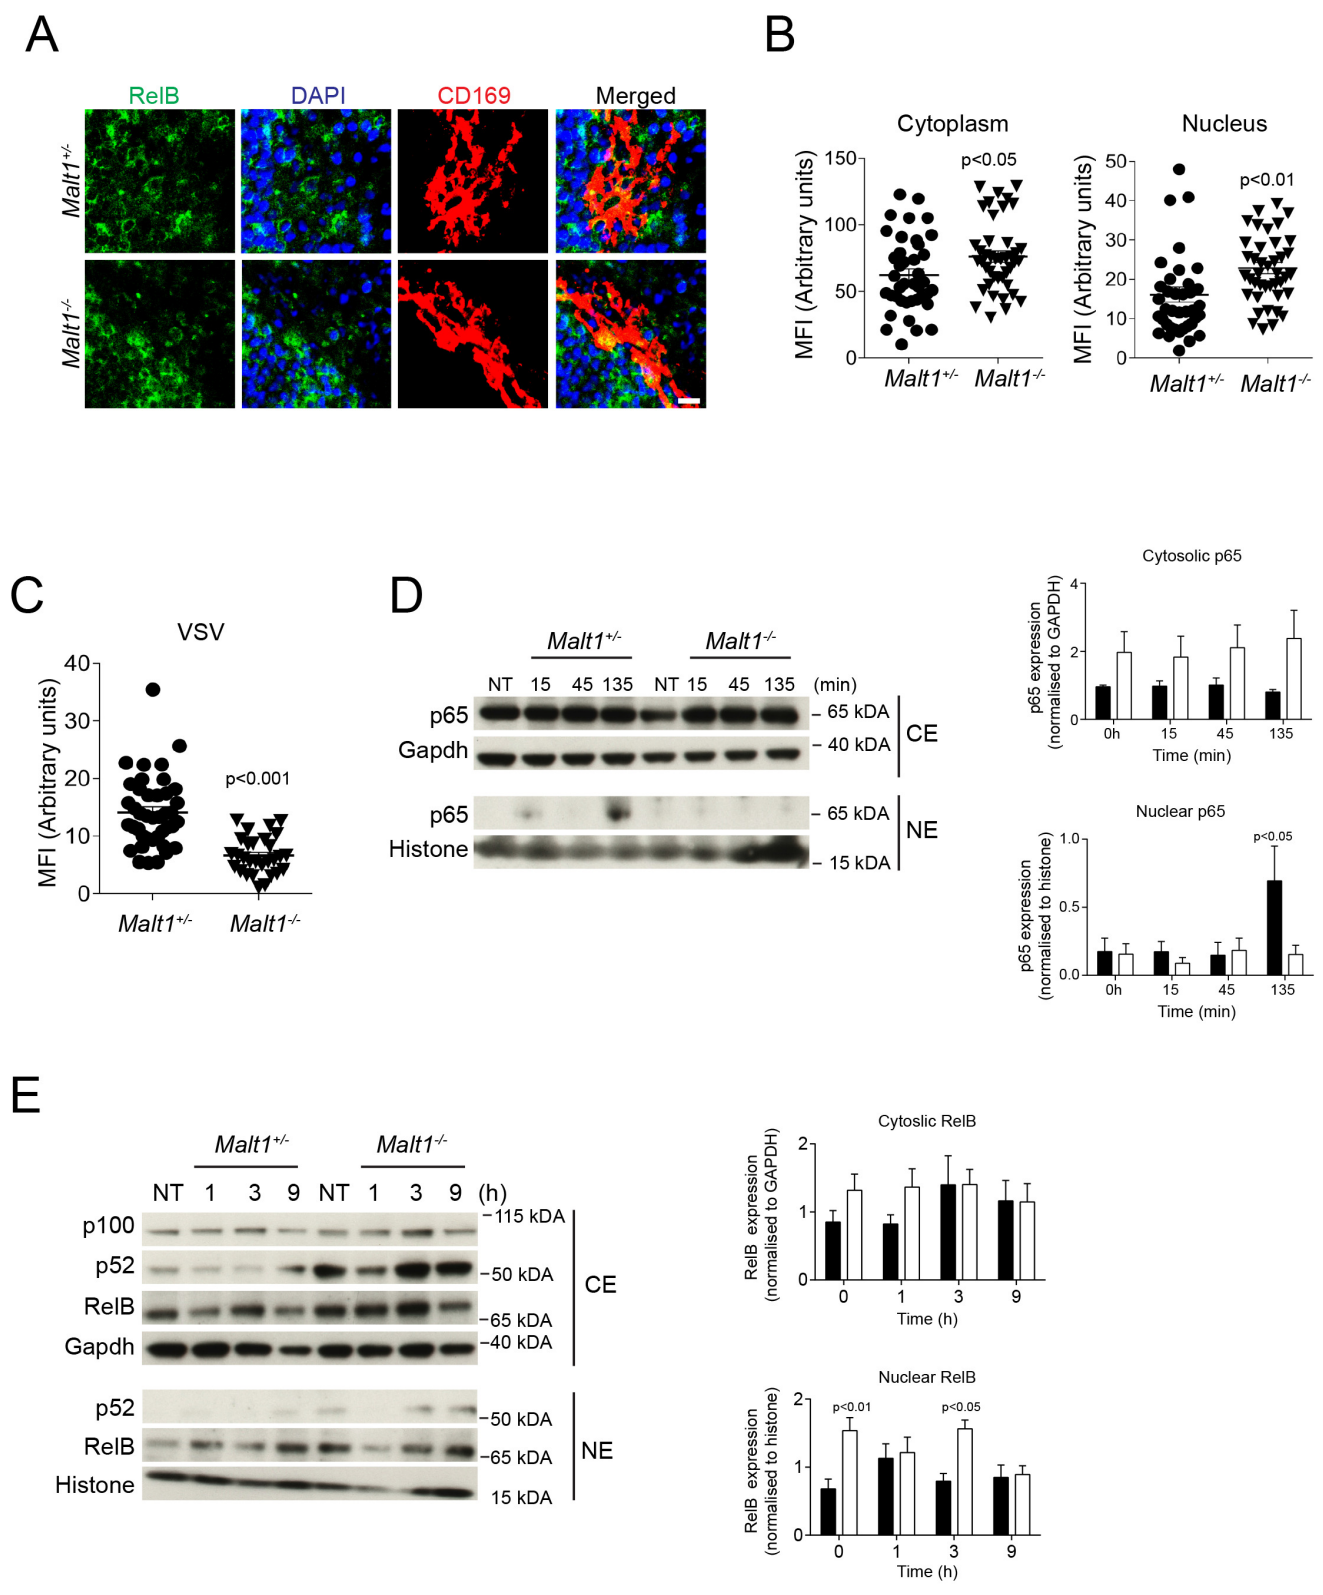 A
RelB DAPI CD169 Merged
Malt1+/-
Malt1-/-
B
Cytoplasm
MFI (Arbitrary units)
150
100
50
0
p<0.05
Malt1+/- Malt1-/-
Nucleus
MFI (Arbitrary units)
50
40
30
20
10
0
p<0.01
Malt1+/- Malt1-/-
C
VSV
MFI (Arbitrary units)
40
30
20
10
0
p<0.001
Malt1+/- Malt1-/-
D
Malt1+/- Malt1-/-
NT 15 45 135 NT 15 45 135 (min)
p65 65 kDA
Gapdh 40 kDA
CE
p65 65 kDA
Histone 15 kDA
NE
Cytosolic p65
p65 expression
(normalised to GAPDH)
4
2
0
0h 15 45 135
Time (min)
Nuclear p65
p65 expression
(normalised to histone)
1.0
0.5
0.0
p<0.05
0h 15 45 135
Time (min)
E
Malt1+/- Malt1-/-
NT 1 3 9 NT 1 3 9 (h)
p100 115 kDA
p52 50 kDA
RelB 65 kDA
Gapdh 40 kDA
CE
p52 50 kDA
RelB 65 kDA
Histone 15 kDA
NE
Cytoslic RelB
RelB expression
(normalised to GAPDH)
2
1
0
0 1 3 9
Time (h)
Nuclear RelB
RelB expression
(normalised to histone)
2
1
0
p<0.01 p<0.05
0 1 3 9
Time (h)